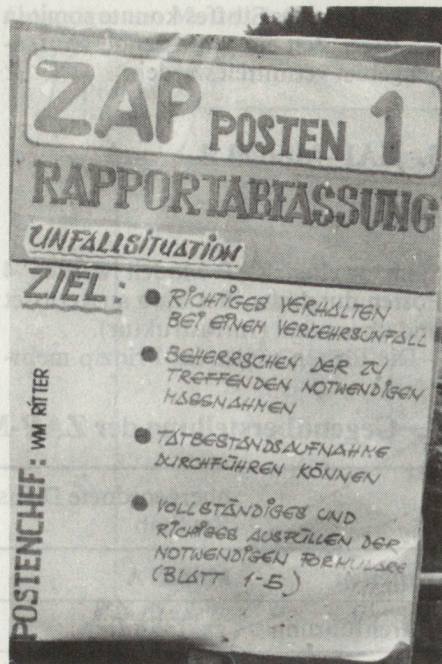 ZAP POSTEN 1
RAPPORTABFASSUNG
UNFALLSITUATION
ZIEL:
● RICHTIGES VERHALTEN
BEI EINEM VERKEHRSUNFALL
● BEHERRSCHEN DER ZU
TREFFENDEN NOTWENDIGEN
MASSNAHMEN
● TATBESTANDSAUFNAHME
DURCHFÜHREN KÖNNEN
● VOLLSTÄNDIGES UND
RICHTIGES AUSFÜLLEN DER
NOTWENDIGEN FORMULARE
(BLATT 1-5)
POSTENCHEF: WM RITTER